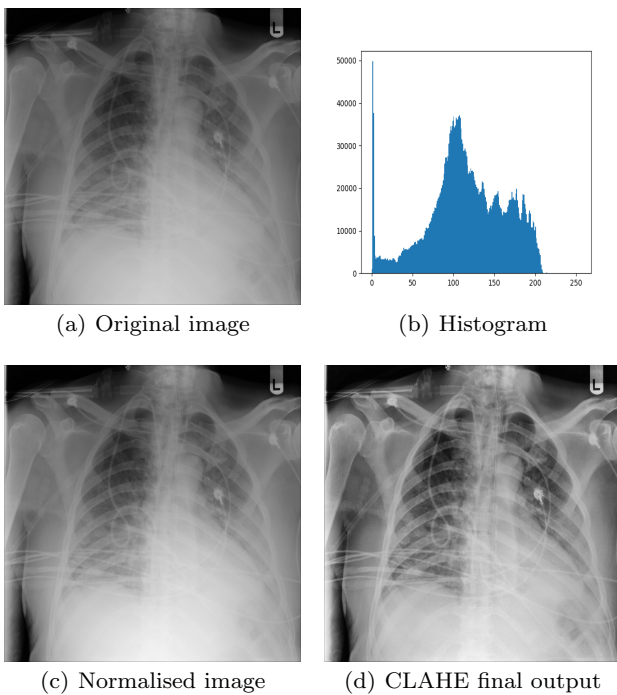 L
50000
40000
30000
20000
10000
0
0 50 100 150 200 250
(a) Original image
(b) Histogram
L
L
(c) Normalised image
(d) CLAHE final output